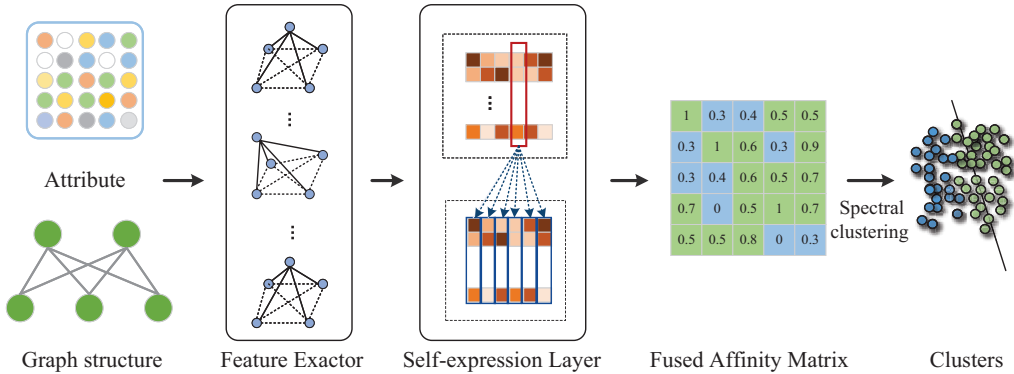 Attribute
1 0.3 0.4 0.5 0.5
0.3 1 0.6 0.3 0.9
0.3 0.4 0.6 0.5 0.7
0.7 0 0.5 1 0.7
0.5 0.5 0.8 0 0.3
Spectral
clustering
Graph structure
Feature Exactor
Self-expression Layer
Fused Affinity Matrix
Clusters